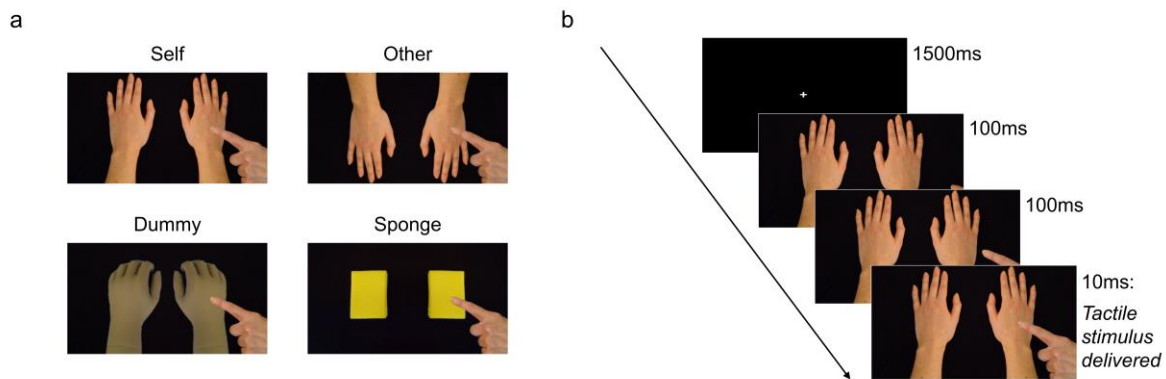 a
Self
Other
Dummy
Sponge
b
1500ms
100ms
100ms
10ms:
Tactile
stimulus
delivered